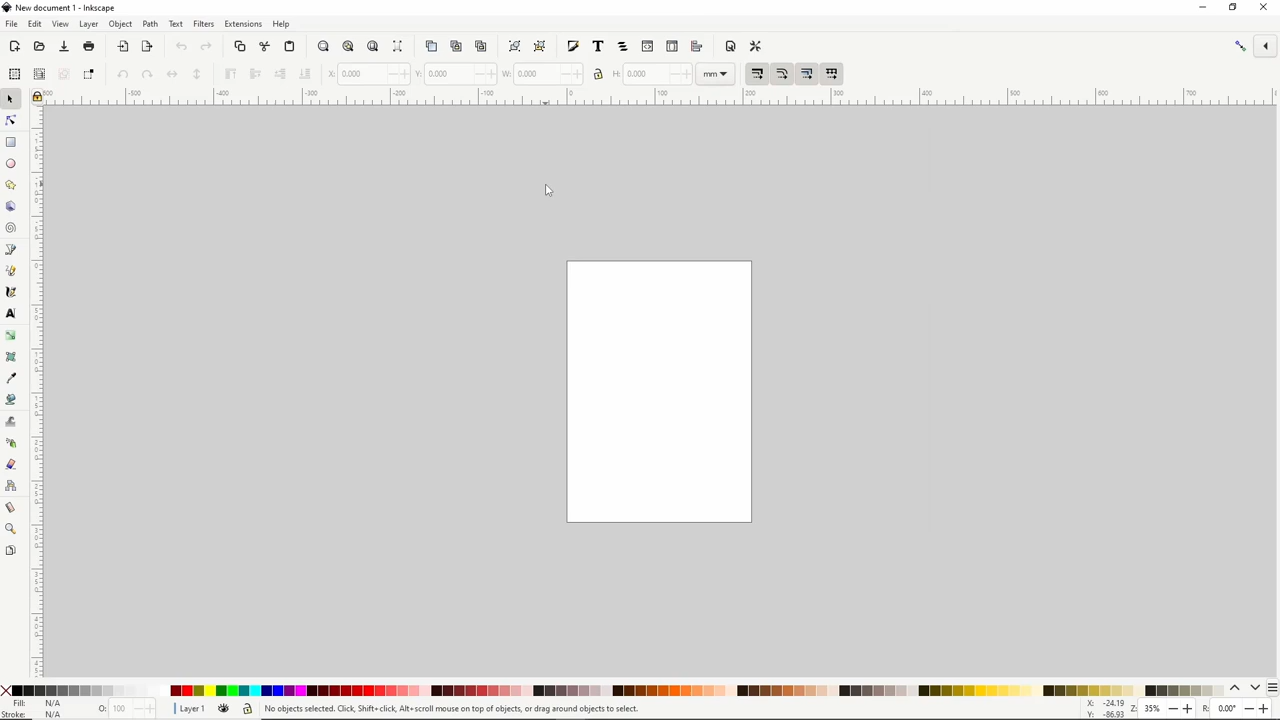 New document 1 - Inkscape
File Edit View Layer Object Path Text Filters Extensions Help
X: 0.000 Y: 0.000 W: 0.000 H: 0.000 mm
-500 -400 -300 -200 -100 0 100 200 300 400 500 600 700
Fill: N/A
Stroke: N/A
O: 100
Layer 1
No objects selected. Click, Shift+click, Alt+scroll mouse on top of objects, or drag around objects to select.
X: -24.19
Y: -86.93
Z: 35%
R: 0.00°